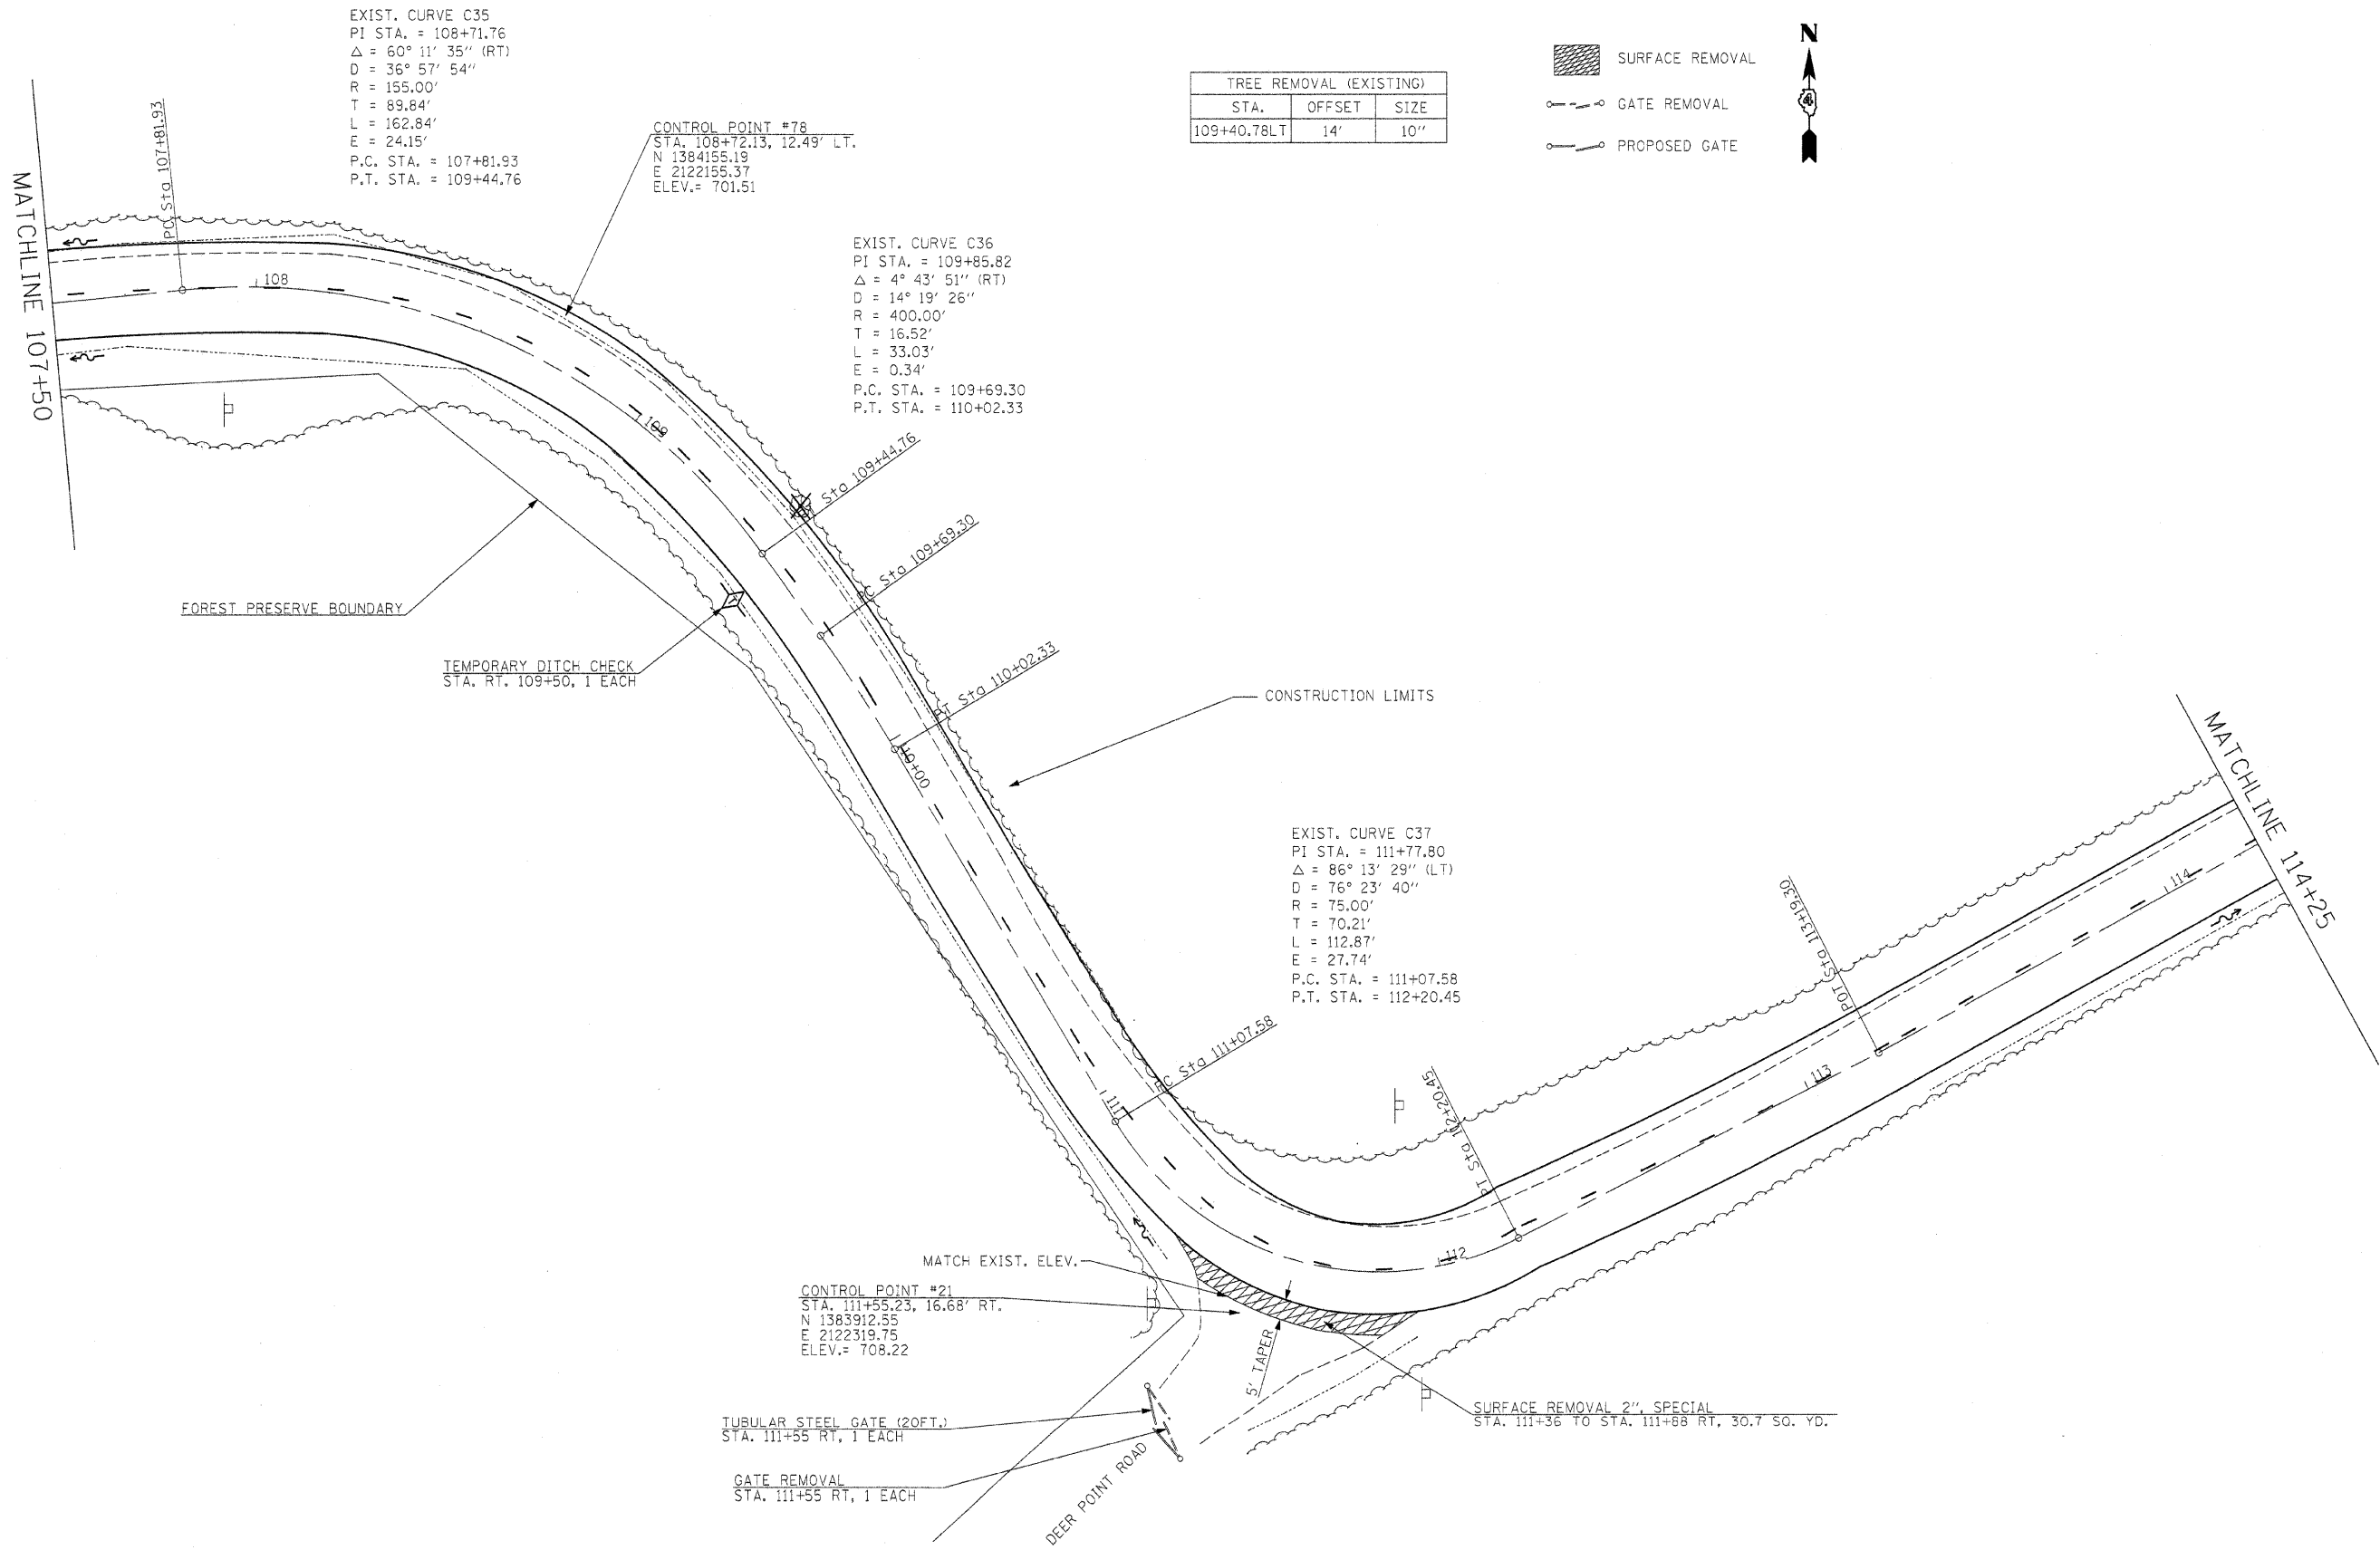 EXIST. CURVE C35
PI STA. = 108+71.76
Δ = 60° 11' 35" (RT)
D = 36° 57' 54"
R = 155.00'
T = 89.84'
L = 162.84'
E = 24.15'
P.C. STA. = 107+81.93
P.T. STA. = 109+44.76
TREE REMOVAL (EXISTING)
STA. OFFSET SIZE
109+40.78LT 14' 10"
SURFACE REMOVAL
GATE REMOVAL
PROPOSED GATE
N
4
CONTROL POINT #78
STA. 108+72.13, 12.49' LT.
N 1384155.19
E 2122155.37
ELEV.= 701.51
MATCHLINE 107+50
PC Sta 107+81.93
108
EXIST. CURVE C36
PI STA. = 109+85.82
Δ = 4° 43' 51" (RT)
D = 14° 19' 26"
R = 400.00'
T = 16.52'
L = 33.03'
E = 0.34'
P.C. STA. = 109+69.30
P.T. STA. = 110+02.33
109
Sta 109+44.76
PC Sta 109+69.30
FOREST PRESERVE BOUNDARY
TEMPORARY DITCH CHECK
STA. RT. 109+50, 1 EACH
T
PT Sta 110+02.33
110+00
CONSTRUCTION LIMITS
MATCHLINE 114+25
EXIST. CURVE C37
PI STA. = 111+77.80
Δ = 86° 13' 29" (LT)
D = 76° 23' 40"
R = 75.00'
T = 70.21'
L = 112.87'
E = 27.74'
P.C. STA. = 111+07.58
P.T. STA. = 112+20.45
114
POT Sta 113+19.30
113
PC Sta 111+07.58
111
PT Sta 112+20.45
112
MATCH EXIST. ELEV.
CONTROL POINT #21
STA. 111+55.23, 16.68' RT.
N 1383912.55
E 2122319.75
ELEV.= 708.22
5' TAPER
TUBULAR STEEL GATE (20FT.)
STA. 111+55 RT, 1 EACH
SURFACE REMOVAL 2", SPECIAL
STA. 111+36 TO STA. 111+88 RT, 30.7 SQ. YD.
GATE REMOVAL
STA. 111+55 RT, 1 EACH
DEER POINT ROAD